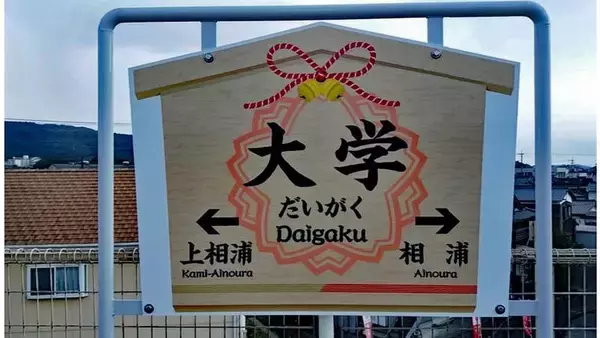 大学
だいがく
Daigaku
← →
上相浦 相浦
Kami-Ainoura Ainoura